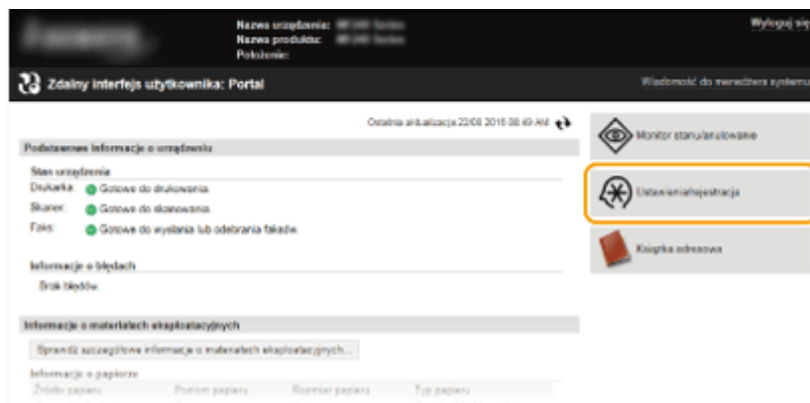 Nazwa urządzenia:
Nazwa produktu:
Położenie:
Wyloguj się
Zdalny interfejs użytkownika: Portal
Wiadomość do menedżera systemu
Ostatnia aktualizacja:22/08 2016 08:49 AM
Podstawowe informacje o urządzeniu
Stan urządzenia
Drukarka: Gotowe do drukowania.
Skaner: Gotowe do skanowania.
Faks: Gotowe do wysłania lub odebrania faksów.
Informacje o błędach
Brak błędów.
Informacje o materiałach eksploatacyjnych
Sprawdź szczegółowe informacje o materiałach eksploatacyjnych...
Informacje o papierze
Źródło papieru Poziom papieru Rozmiar papieru Typ papieru
Monitor stanu/anulowanie
Ustawienia/rejestracja
Książka adresowa